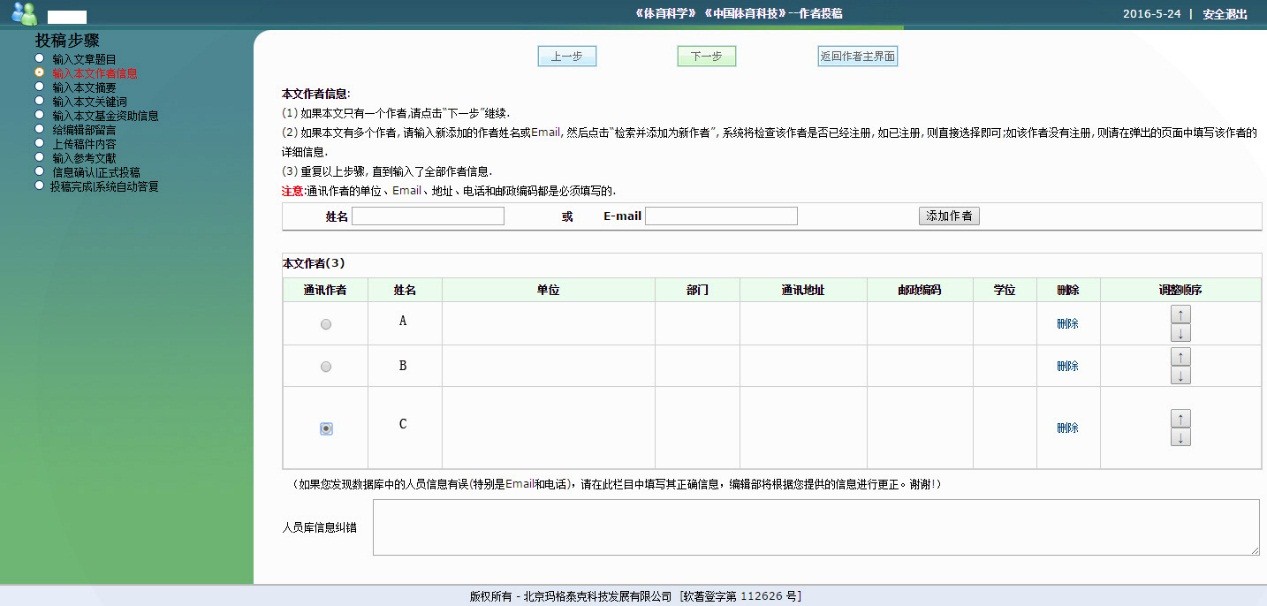 《体育科学》《中国体育科技》--作者投稿
2016-5-24 | 安全退出
投稿步骤
输入文章题目
输入本文作者信息
输入本文摘要
输入本文关键词
输入本文基金资助信息
给编辑部留言
上传稿件内容
输入参考文献
信息确认|正式投稿
投稿完成|系统自动答复
上一步 下一步 返回作者主界面
本文作者信息:
(1) 如果本文只有一个作者,请点击"下一步"继续.
(2) 如果本文有多个作者, 请输入新添加的作者姓名或Email, 然后点击"检索并添加为新作者", 系统将检查该作者是否已经注册, 如已注册, 则直接选择即可;如该作者没有注册, 则请在弹出的页面中填写该作者的
详细信息.
(3) 重复以上步骤, 直到输入了全部作者信息.
注意:通讯作者的单位、Email、地址、电话和邮政编码都是必须填写的.
姓名 或 E-mail 添加作者
本文作者(3)
通讯作者 姓名 单位 部门 通讯地址 邮政编码 学位 删除 调整顺序
A 删除 ↑ ↓
B 删除 ↑ ↓
C 删除 ↑ ↓
(如果您发现数据库中的人员信息有误(特别是Email和电话), 请在此栏目中填写其正确信息, 编辑部将根据您提供的信息进行更正。谢谢!)
人员库信息纠错
版权所有 - 北京玛格泰克科技发展有限公司 [软著登字第 112626 号]